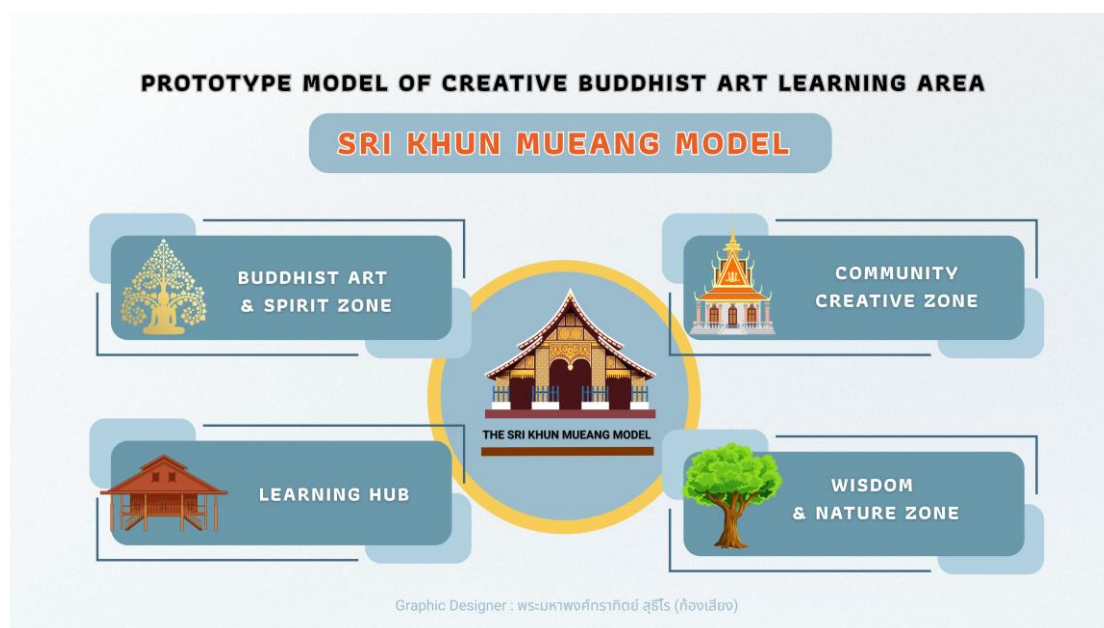 PROTOTYPE MODEL OF CREATIVE BUDDHIST ART LEARNING AREA
SRI KHUN MUEANG MODEL
BUDDHIST ART
& SPIRIT ZONE
COMMUNITY
CREATIVE ZONE
THE SRI KHUN MUEANG MODEL
LEARNING HUB
WISDOM
& NATURE ZONE
Graphic Designer : พระมหาพงศ์ทราทิตย์ สุธีโร (ก้องเสียง)